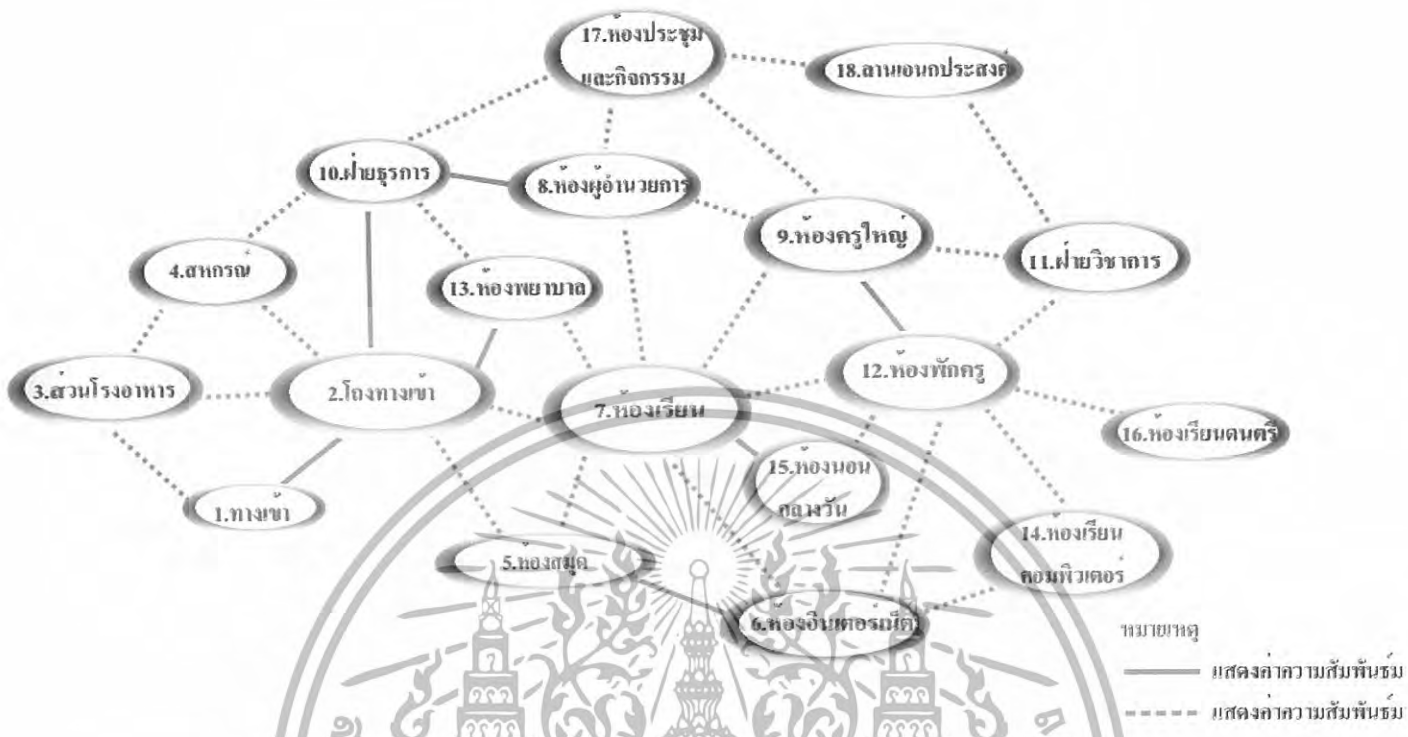 17.ห้องประชุม
และกิจกรรม
18.ลานเอนกประสงค์
10.ฝ่ายธุรการ
8.ห้องผู้อำนวยการ
9.ห้องครูใหญ่
11.ฝ่ายวิชาการ
4.สหกรณ์
13.ห้องพยาบาล
3.ส่วนโรงอาหาร
2.โถงทางเข้า
7.ห้องเรียน
12.ห้องพักครู
16.ห้องเรียนดนตรี
15.ห้องนอน
กลางวัน
1.ทางเข้า
5.ห้องสมุด
14.ห้องเรียน
คอมพิวเตอร์
6.ห้องอินเตอร์เน็ต
หมายเหตุ
แสดงค่าความสัมพันธ์ม
แสดงค่าความสัมพันธ์ม